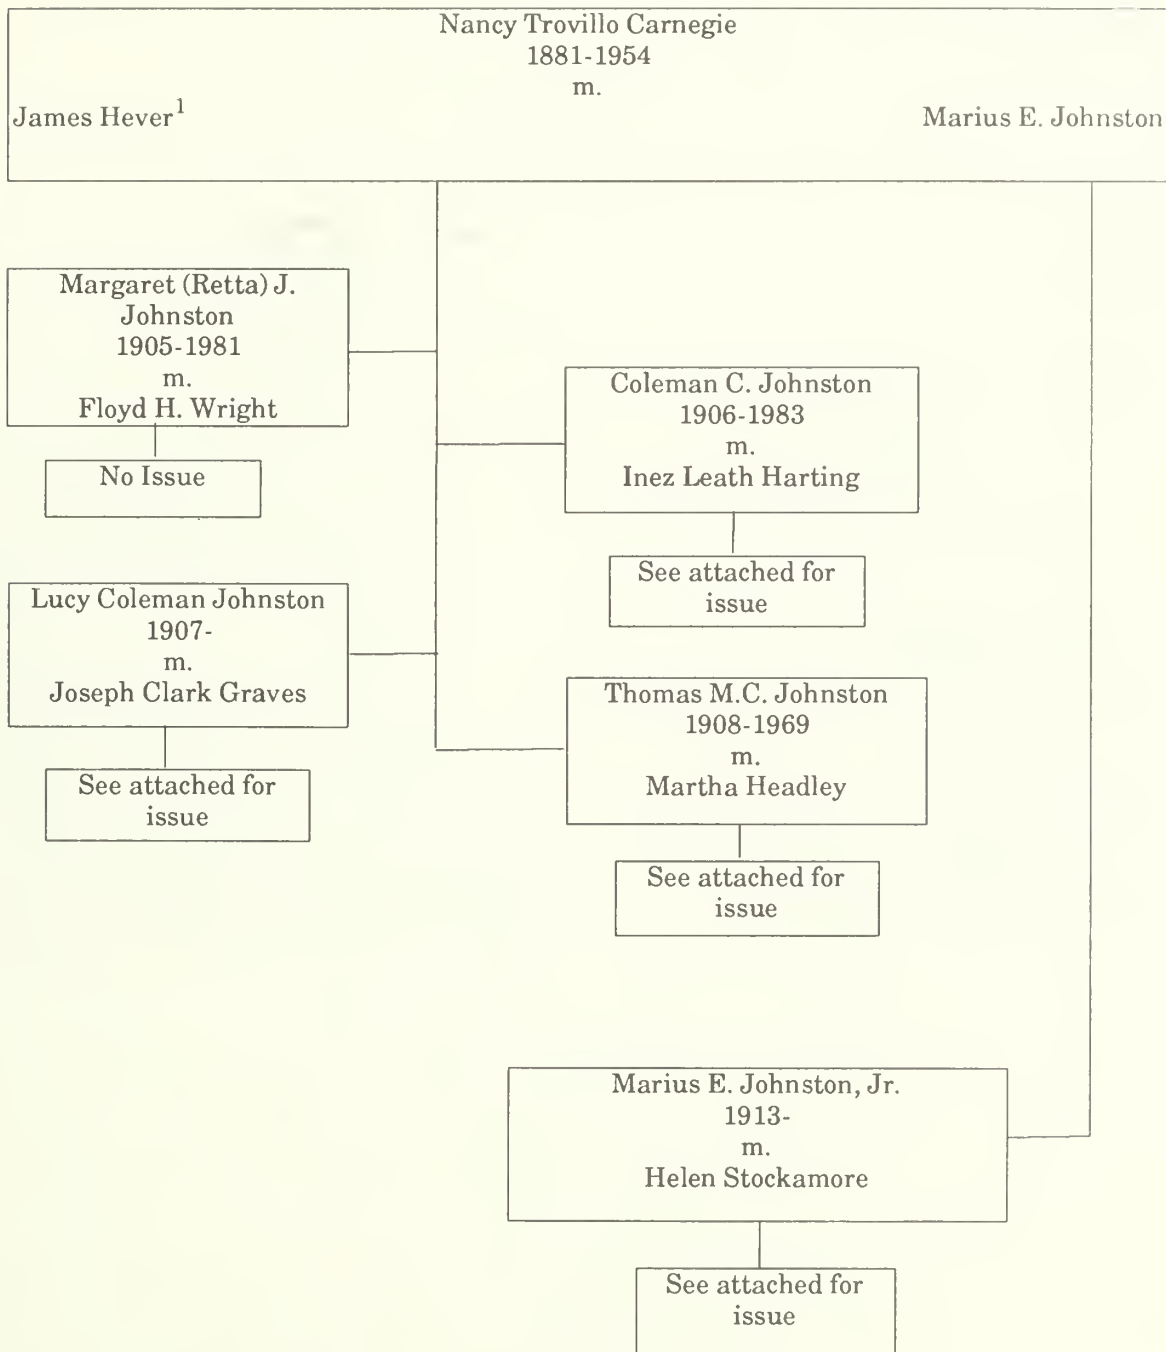 Nancy Trovillo Carnegie
1881-1954
m.
James Hever1
Marius E. Johnston
Margaret (Retta) J.
Johnston
1905-1981
m.
Floyd H. Wright
No Issue
Coleman C. Johnston
1906-1983
m.
Inez Leath Harting
See attached for
issue
Lucy Coleman Johnston
1907-
m.
Joseph Clark Graves
See attached for
issue
Thomas M.C. Johnston
1908-1969
m.
Martha Headley
See attached for
issue
Marius E. Johnston, Jr.
1913-
m.
Helen Stockamore
See attached for
issue